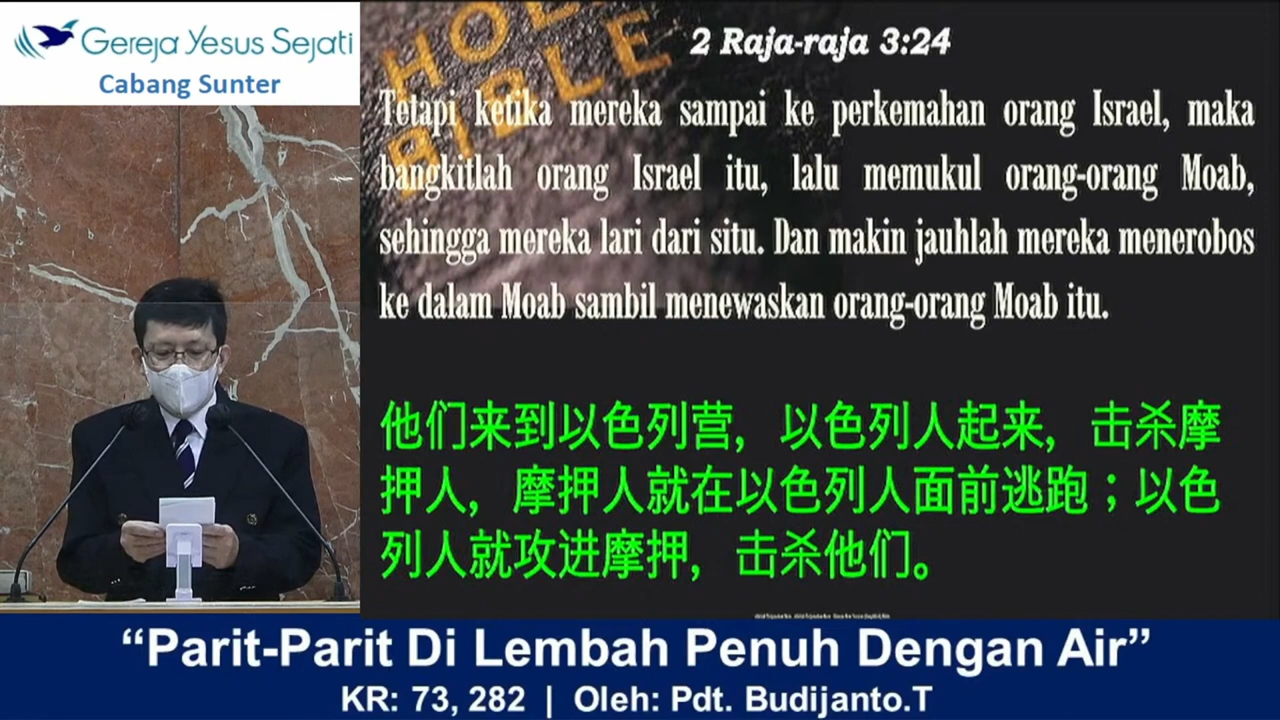 Gereja Yesus Sejati
Cabang Sunter
HOLY
BIBLE
2 Raja-raja 3:24
Tetapi ketika mereka sampai ke perkemahan orang Israel, maka
bangkitlah orang Israel itu, lalu memukul orang-orang Moab,
sehingga mereka lari dari situ. Dan makin jauhlah mereka menerobos
ke dalam Moab sambil menewaskan orang-orang Moab itu.
他们来到以色列营，以色列人起来，击杀摩
押人，摩押人就在以色列人面前逃跑；以色
列人就攻进摩押，击杀他们。
“Parit-Parit Di Lembah Penuh Dengan Air”
KR: 73, 282 | Oleh: Pdt. Budijanto.T